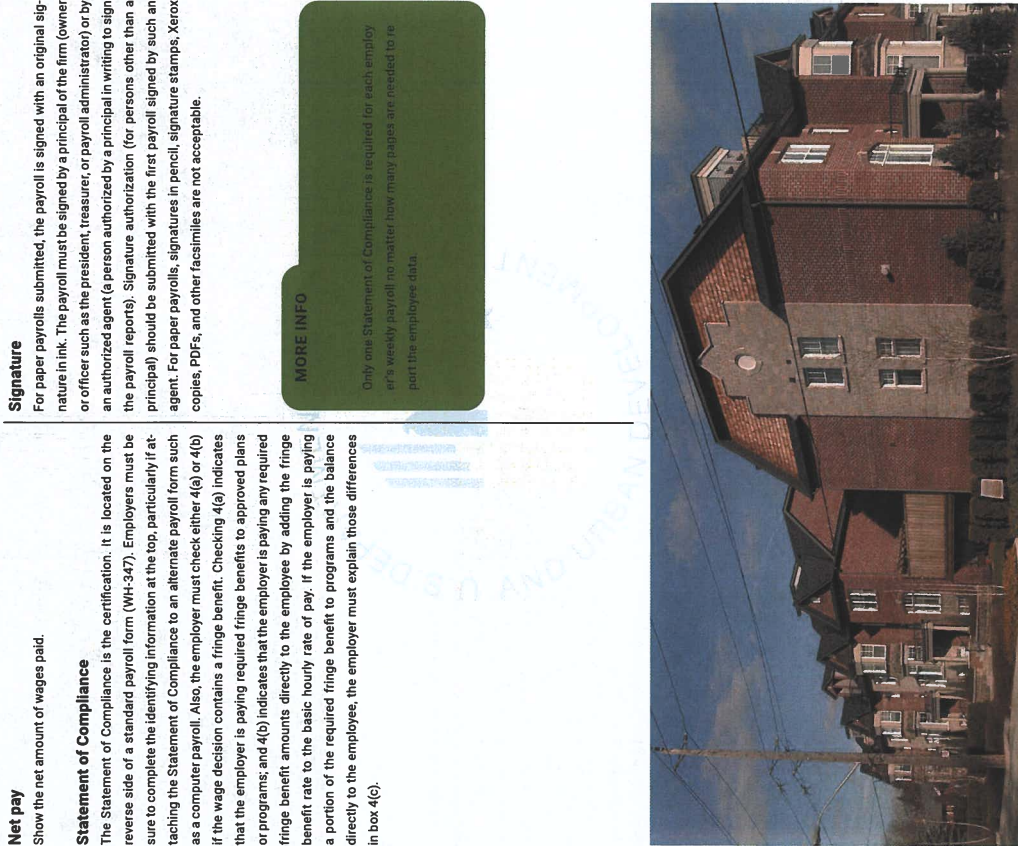 Net pay
Show the net amount of wages paid.
Statement of Compliance
The Statement of Compliance is the certification. It is located on the
reverse side of a standard payroll form (WH-347). Employers must be
sure to complete the identifying information at the top, particularly if at-
taching the Statement of Compliance to an alternate payroll form such
as a computer payroll. Also, the employer must check either 4(a) or 4(b)
if the wage decision contains a fringe benefit. Checking 4(a) indicates
that the employer is paying required fringe benefits to approved plans
or programs; and 4(b) indicates that the employer is paying any required
fringe benefit amounts directly to the employee by adding the fringe
benefit rate to the basic hourly rate of pay. If the employer is paying
a portion of the required fringe benefit to programs and the balance
directly to the employee, the employer must explain those differences
in box 4(c).
Signature
For paper payrolls submitted, the payroll is signed with an original sig-
nature in ink. The payroll must be signed by a principal of the firm (owner
or officer such as the president, treasurer, or payroll administrator) or by
an authorized agent (a person authorized by a principal in writing to sign
the payroll reports). Signature authorization (for persons other than a
principal) should be submitted with the first payroll signed by such an
agent. For paper payrolls, signatures in pencil, signature stamps, Xerox
copies, PDFs, and other facsimiles are not acceptable.
MORE INFO
Only one Statement of Compliance is required for each employ
er's weekly payroll no matter how many pages are needed to re
port the employee data.